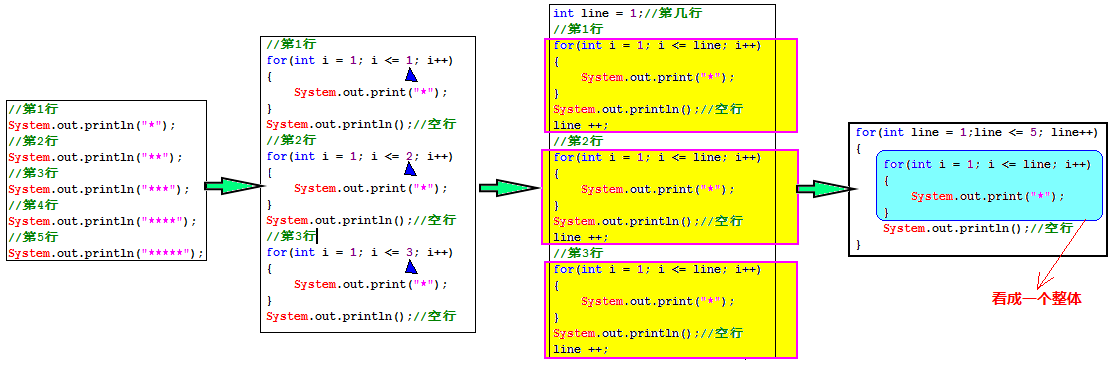 //第1行
System.out.println("*");
//第2行
System.out.println("**");
//第3行
System.out.println("***");
//第4行
System.out.println("****");
//第5行
System.out.println("*****");
//第1行
for(int i = 1; i <= 1; i++)
{
System.out.print("*");
}
System.out.println();//空行
//第2行
for(int i = 1; i <= 2; i++)
{
System.out.print("*");
}
System.out.println();//空行
//第3行
for(int i = 1; i <= 3; i++)
{
System.out.print("*");
}
System.out.println();//空行
int line = 1;//第几行
//第1行
for(int i = 1; i <= line; i++)
{
System.out.print("*");
}
System.out.println();//空行
line ++;
//第2行
for(int i = 1; i <= line; i++)
{
System.out.print("*");
}
System.out.println();//空行
line ++;
//第3行
for(int i = 1; i <= line; i++)
{
System.out.print("*");
}
System.out.println();//空行
line ++;
for(int line = 1;line <= 5; line++)
{
for(int i = 1; i <= line; i++)
{
System.out.print("*");
}
System.out.println();//空行
}
看成一个整体